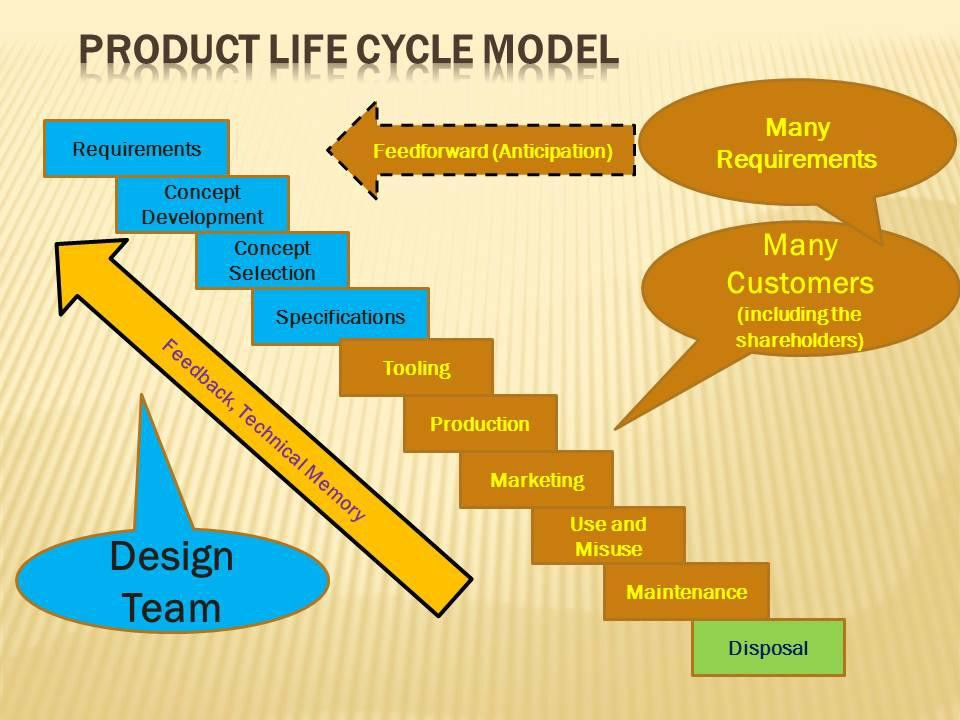 PRODUCT LIFE CYCLE MODEL
Requirements
Concept
Development
Concept
Selection
Specifications
Tooling
Production
Marketing
Use and
Misuse
Maintenance
Disposal
Feedforward (Anticipation)
Many
Requirements
Many
Customers
(including the
shareholders)
Feedback, Technical Memory
Design
Team